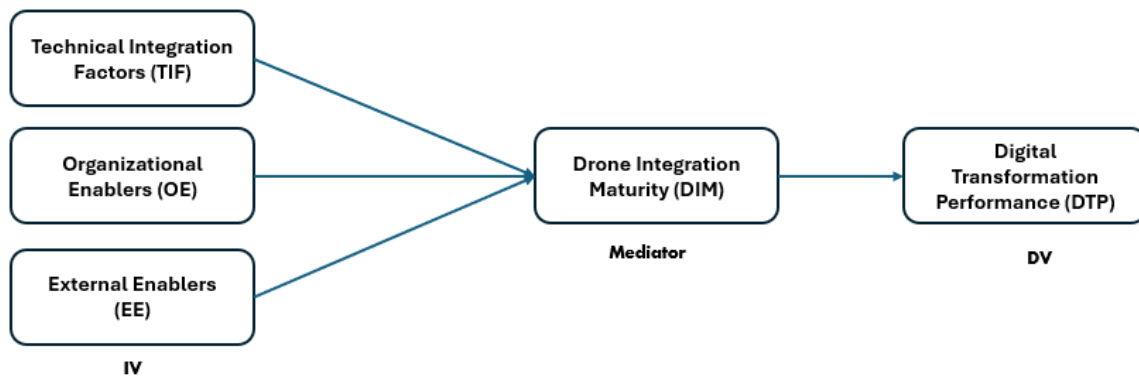 Technical Integration
Factors (TIF)
Organizational
Enablers (OE)
External Enablers
(EE)
IV
Drone Integration
Maturity (DIM)
Mediator
Digital
Transformation
Performance (DTP)
DV